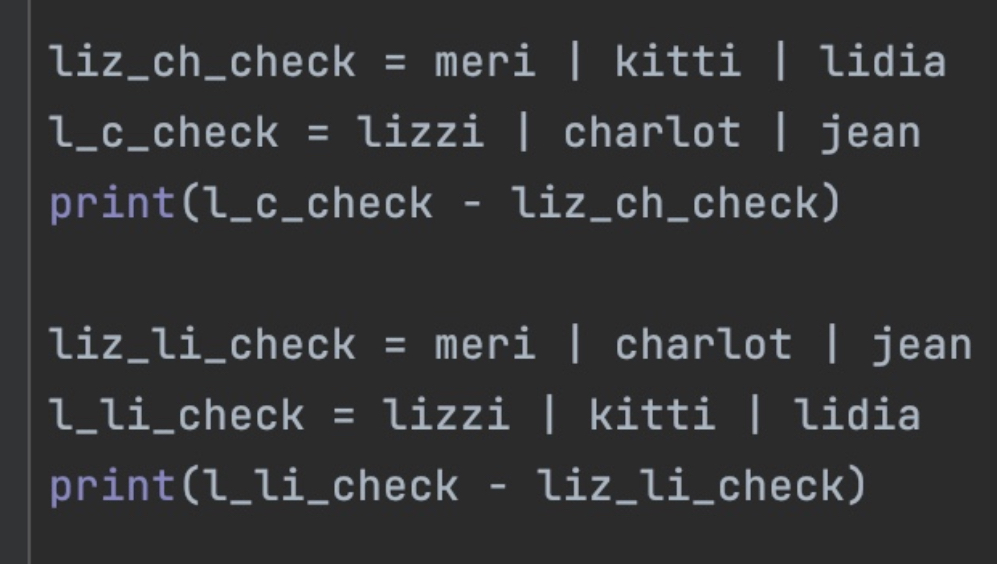 liz_ch_check = meri | kitti | lidia
l_c_check = lizzi | charlot | jean
print(l_c_check - liz_ch_check)
liz_li_check = meri | charlot | jean
l_li_check = lizzi | kitti | lidia
print(l_li_check - liz_li_check)